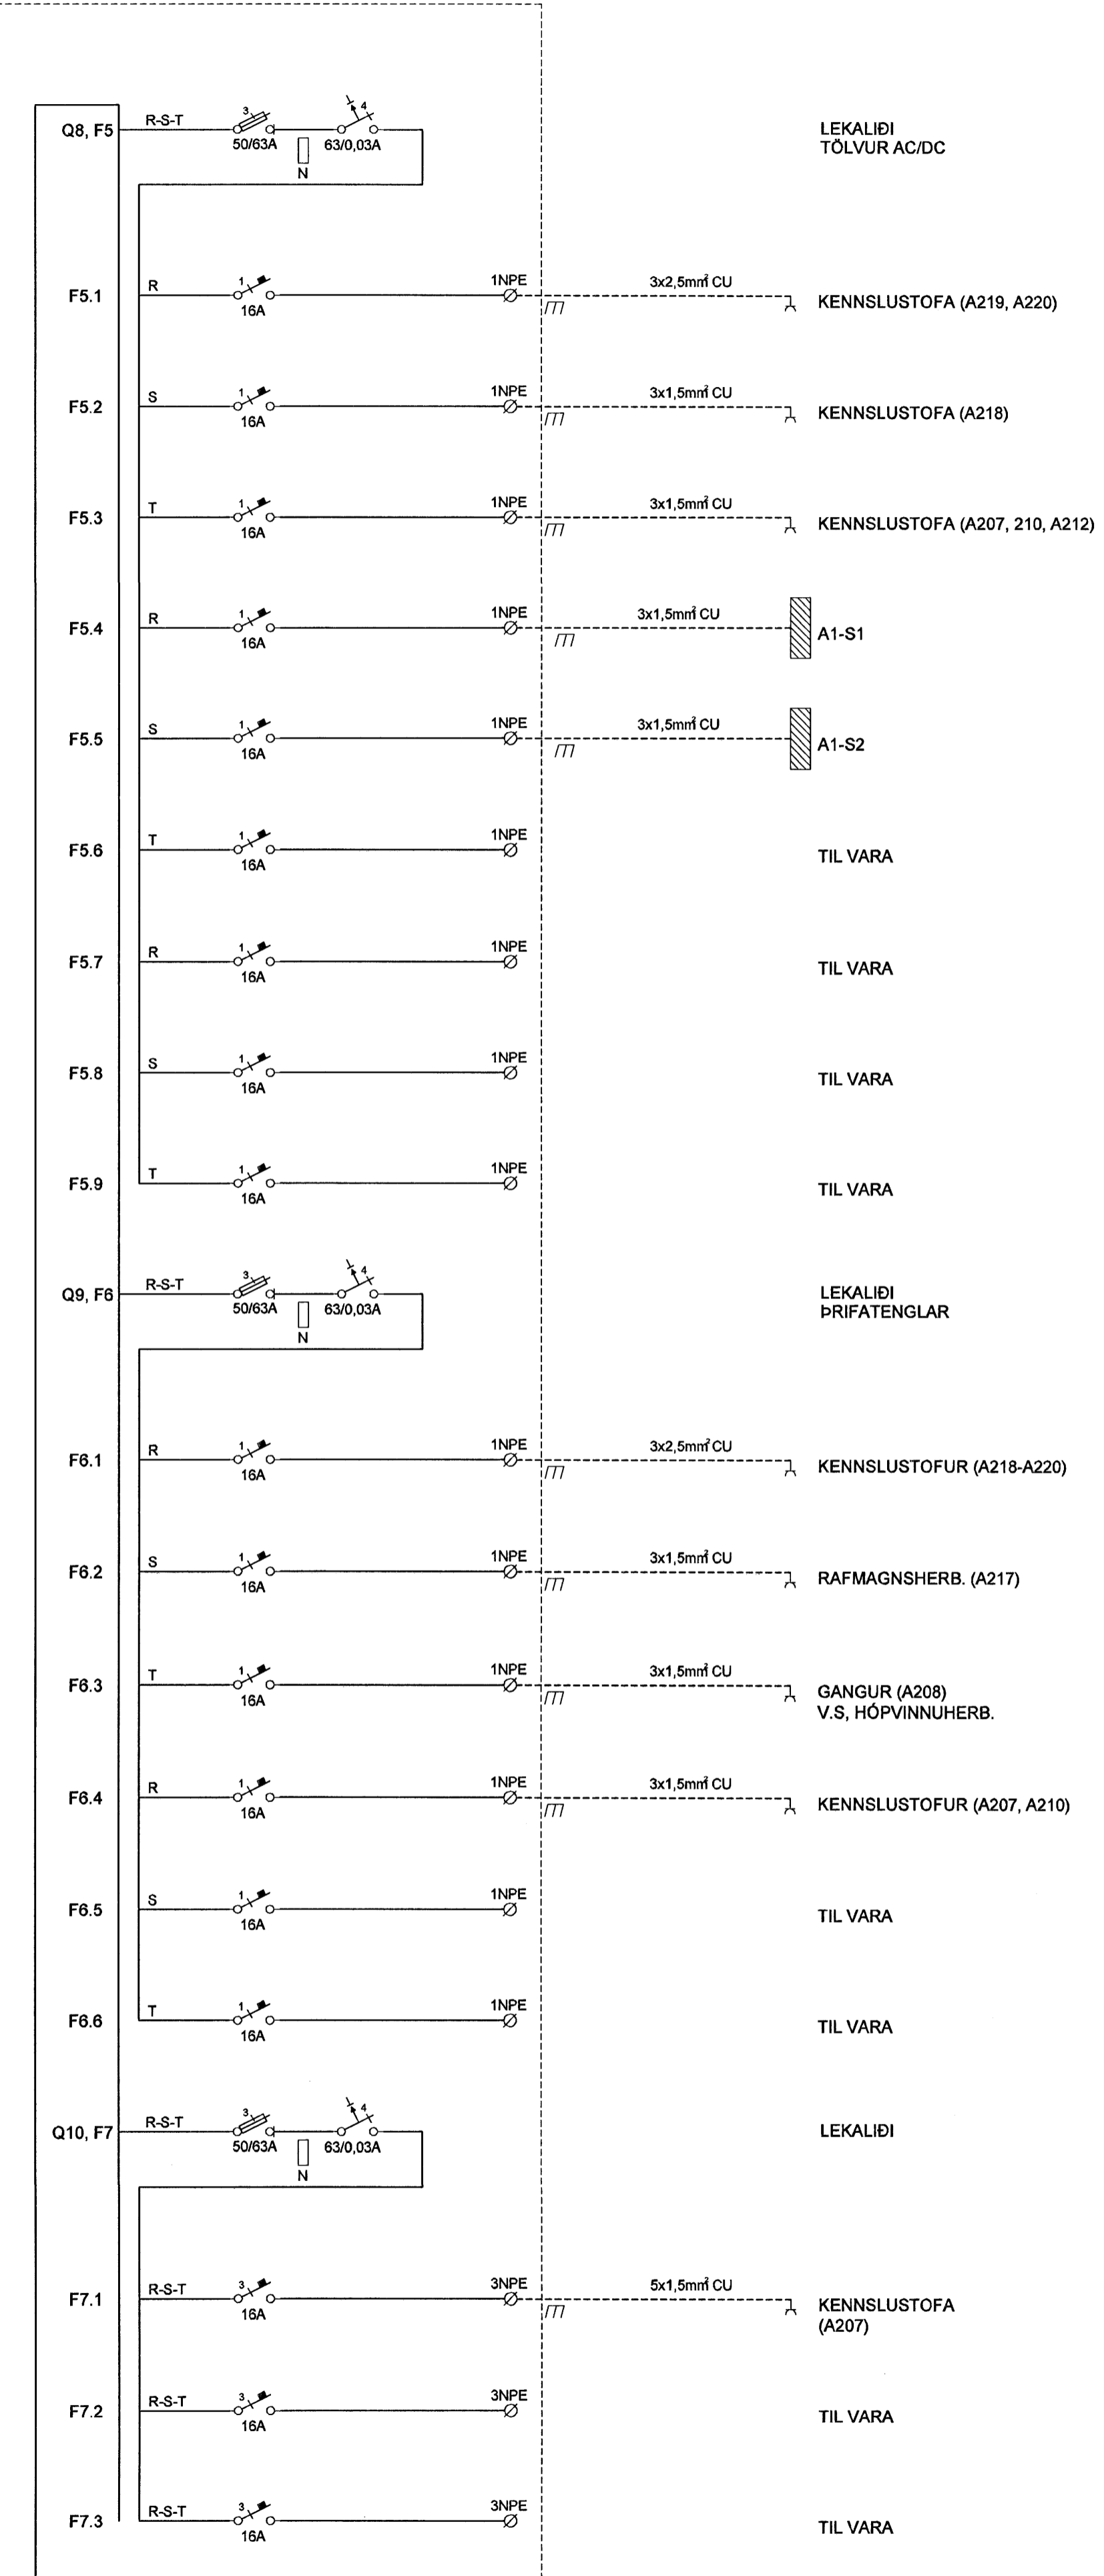 Q8, F5 R-S-T 3 50/63A N 4 63/0,03A LEKALIÐI
TÖLVUR AC/DC
F5.1 R 1 16A 1NPE 3x2,5mm² CU KENNSLUSTOFA (A219, A220)
F5.2 S 1 16A 1NPE 3x1,5mm² CU KENNSLUSTOFA (A218)
F5.3 T 1 16A 1NPE 3x1,5mm² CU KENNSLUSTOFA (A207, 210, A212)
F5.4 R 1 16A 1NPE 3x1,5mm² CU A1-S1
F5.5 S 1 16A 1NPE 3x1,5mm² CU A1-S2
F5.6 T 1 16A 1NPE TIL VARA
F5.7 R 1 16A 1NPE TIL VARA
F5.8 S 1 16A 1NPE TIL VARA
F5.9 T 1 16A 1NPE TIL VARA
Q9, F6 R-S-T 3 50/63A N 4 63/0,03A LEKALIÐI
ÞRIFATENGLAR
F6.1 R 1 16A 1NPE 3x2,5mm² CU KENNSLUSTOFUR (A218-A220)
F6.2 S 1 16A 1NPE 3x1,5mm² CU RAFMAGNSHERB. (A217)
F6.3 T 1 16A 1NPE 3x1,5mm² CU GANGUR (A208)
V.S, HÓPVINNUHERB.
F6.4 R 1 16A 1NPE 3x1,5mm² CU KENNSLUSTOFUR (A207, A210)
F6.5 S 1 16A 1NPE TIL VARA
F6.6 T 1 16A 1NPE TIL VARA
Q10, F7 R-S-T 3 50/63A N 4 63/0,03A LEKALIÐI
F7.1 R-S-T 3 16A 3NPE 5x1,5mm² CU KENNSLUSTOFA
(A207)
F7.2 R-S-T 3 16A 3NPE TIL VARA
F7.3 R-S-T 3 16A 3NPE TIL VARA